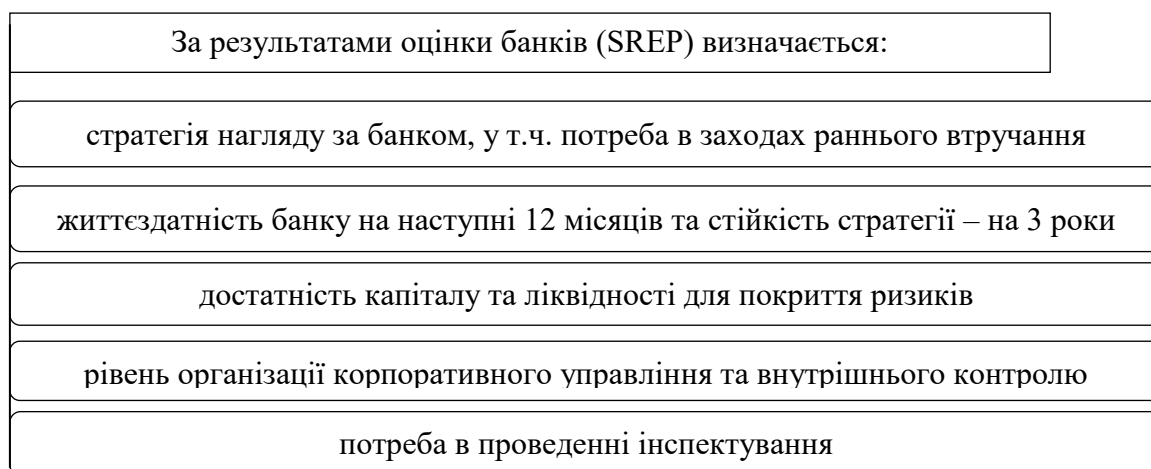 За результатами оцінки банків (SREP) визначається:
стратегія нагляду за банком, у т.ч. потреба в заходах раннього втручання
життєздатність банку на наступні 12 місяців та стійкість стратегії – на 3 роки
достатність капіталу та ліквідності для покриття ризиків
рівень організації корпоративного управління та внутрішнього контролю
потреба в проведенні інспектування